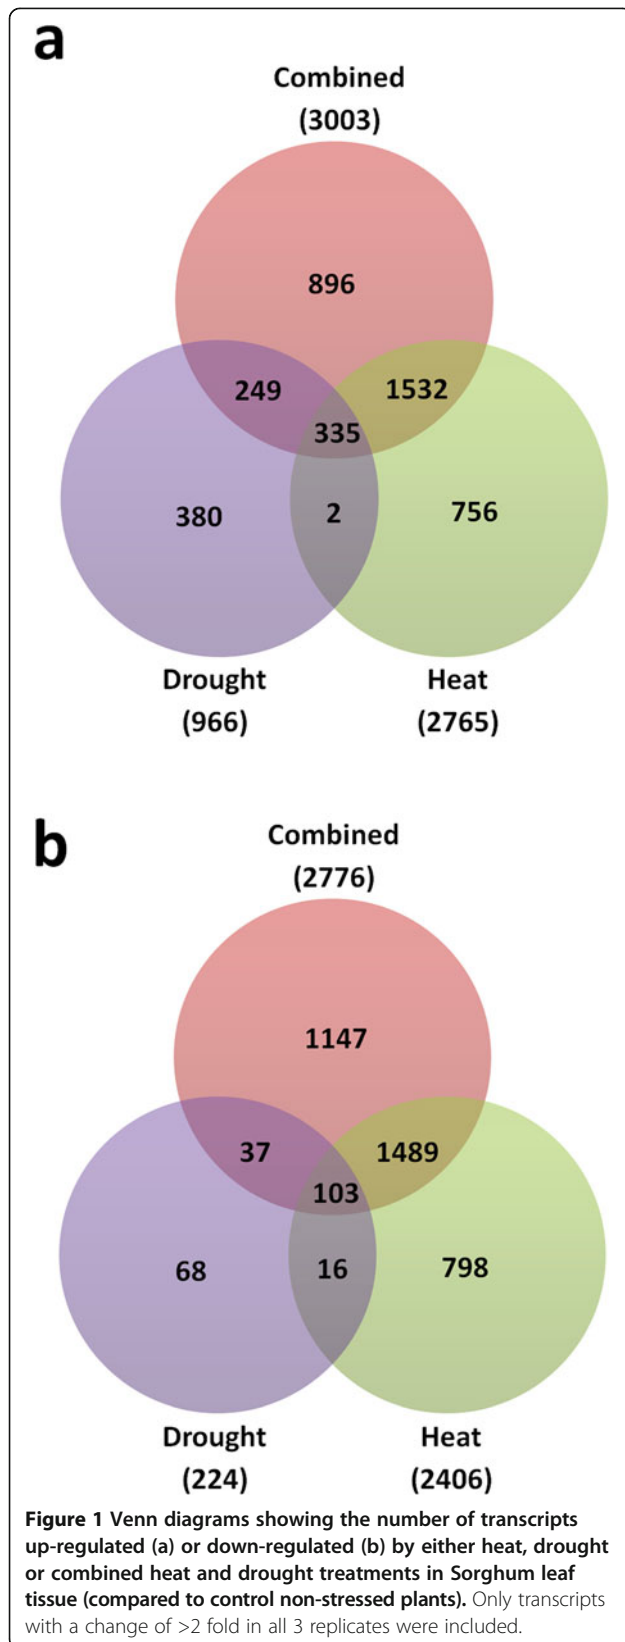 a
Combined
(3003)
896
249
1532
335
380
2
756
Drought
(966)
Heat
(2765)
b
Combined
(2776)
1147
37
1489
103
68
16
798
Drought
(224)
Heat
(2406)
Figure 1 Venn diagrams showing the number of transcripts
up-regulated (a) or down-regulated (b) by either heat, drought
or combined heat and drought treatments in Sorghum leaf
tissue (compared to control non-stressed plants). Only transcripts
with a change of >2 fold in all 3 replicates were included.